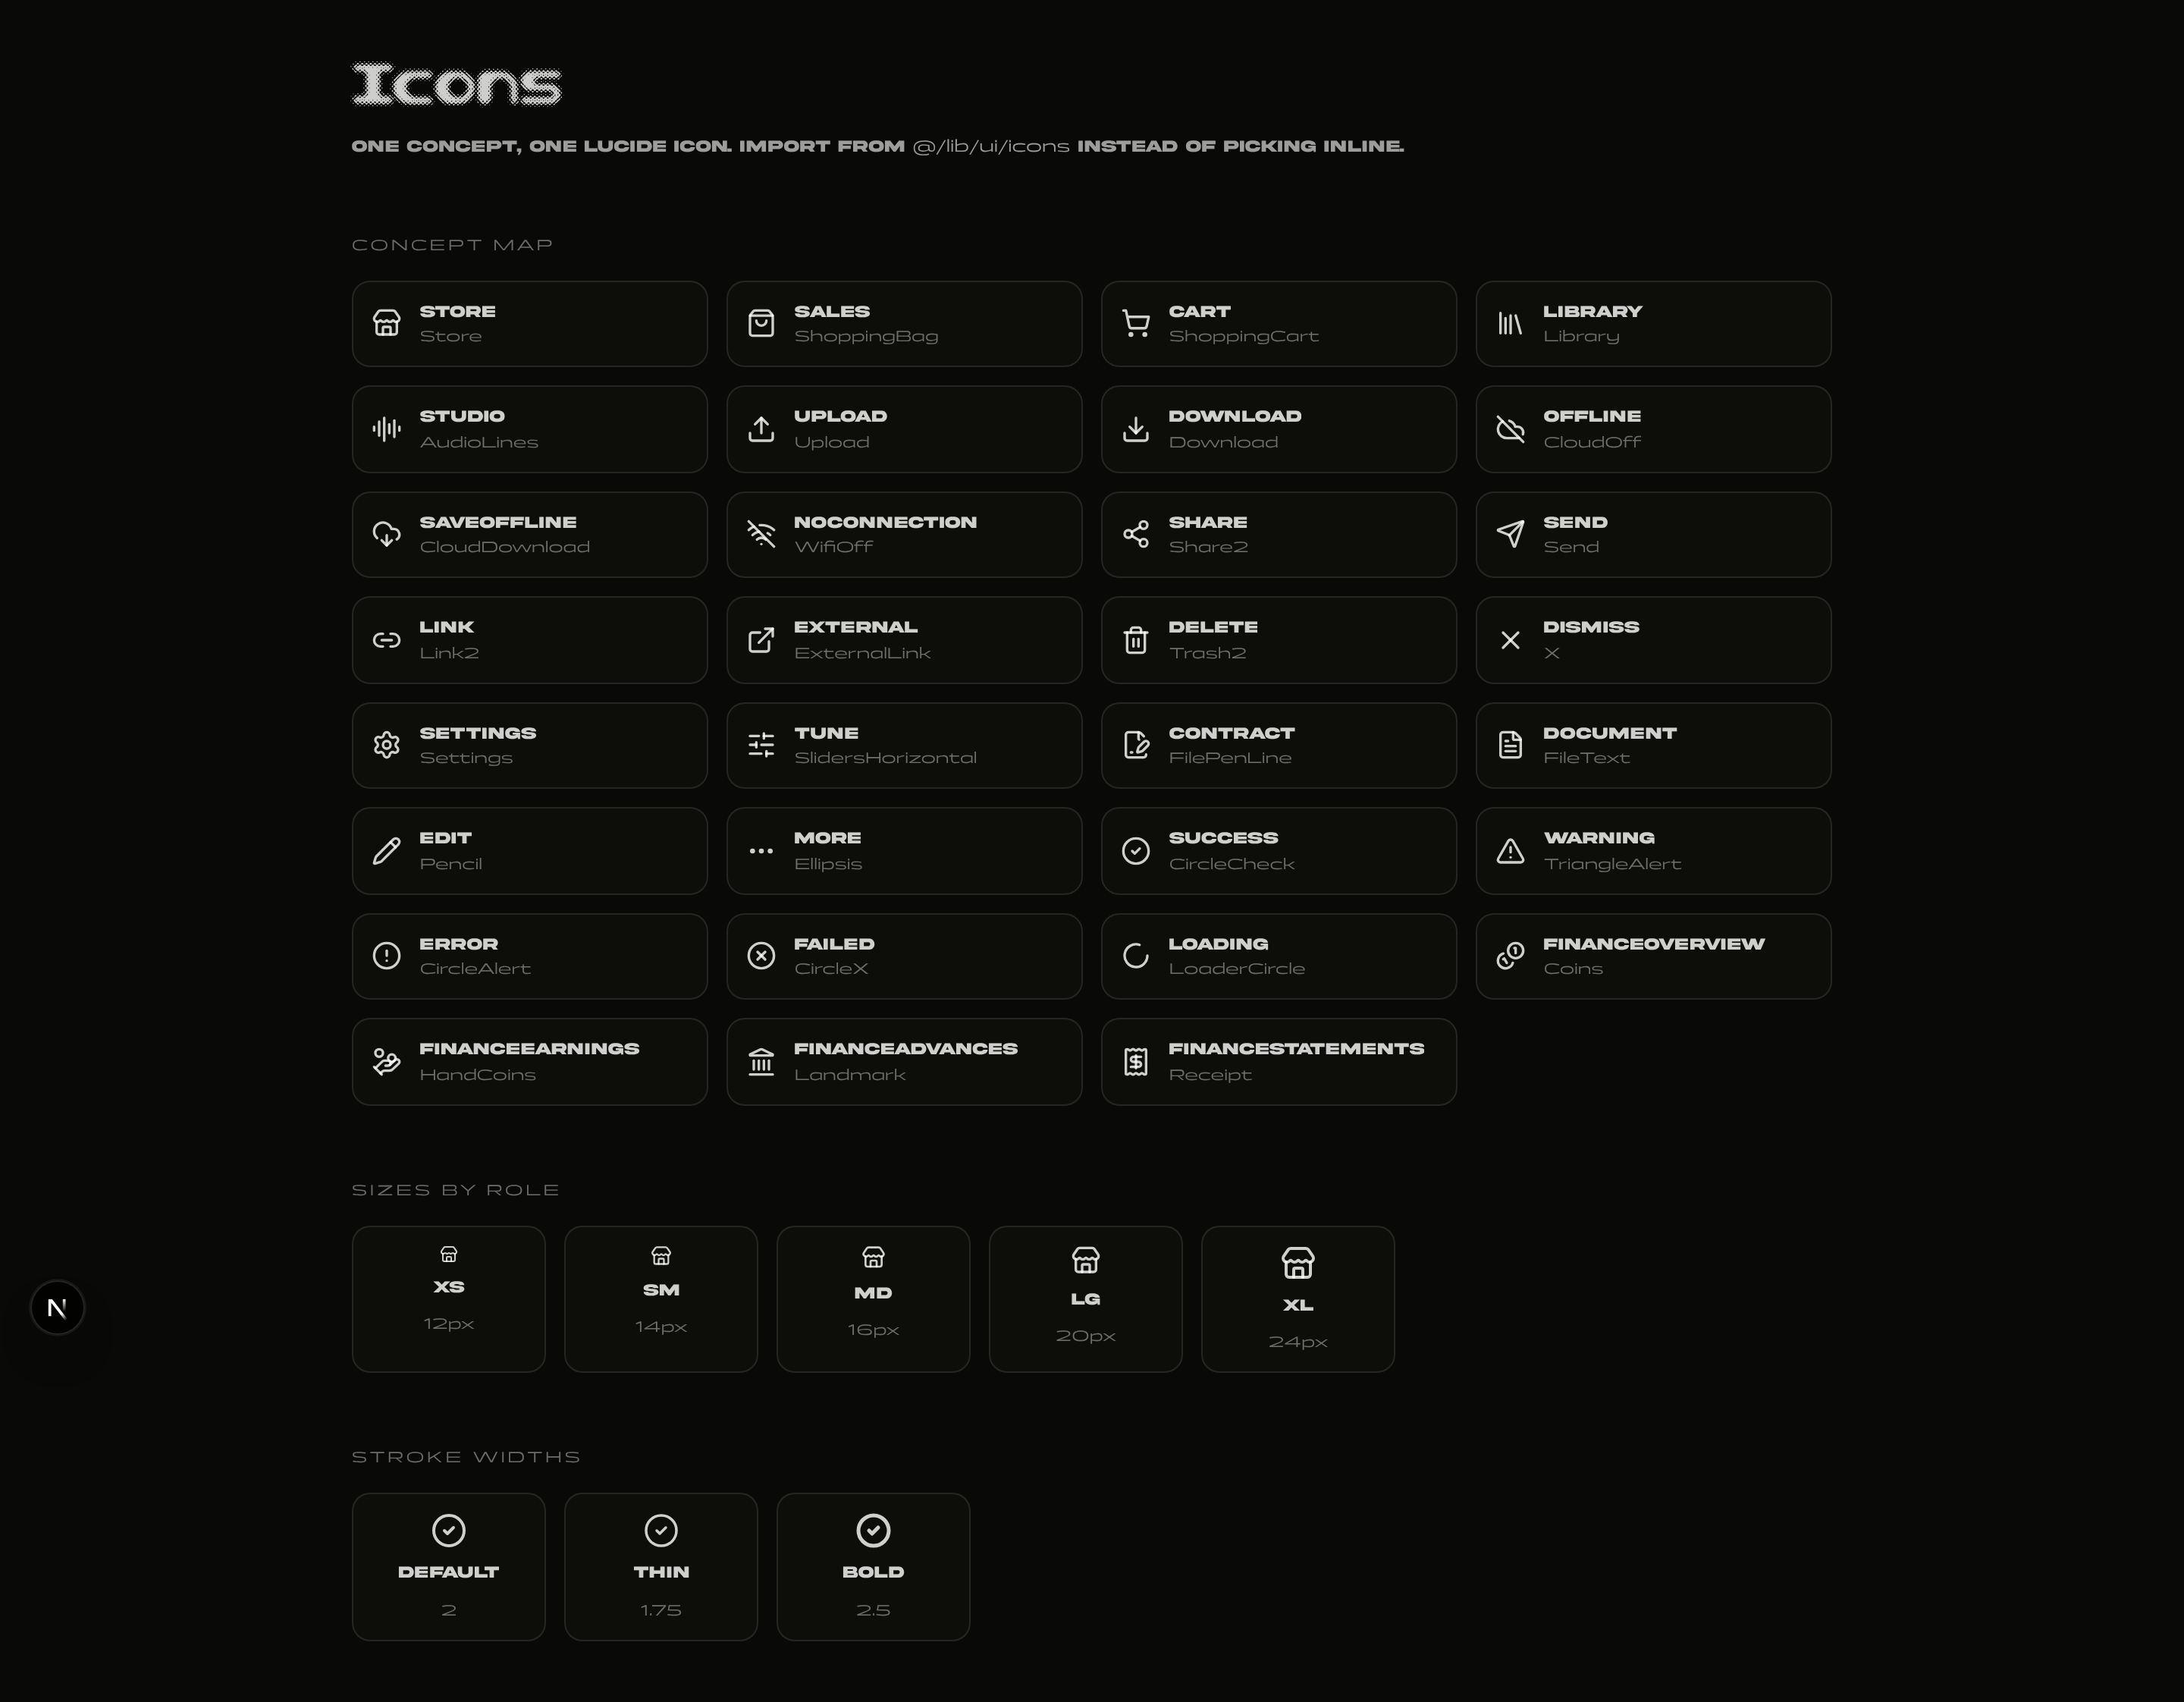 Icons
ONE CONCEPT, ONE LUCIDE ICON. IMPORT FROM @/lib/ui/icons INSTEAD OF PICKING INLINE.
CONCEPT MAP
STORE
Store
SALES
ShoppingBag
CART
ShoppingCart
LIBRARY
Library
STUDIO
AudioLines
UPLOAD
Upload
DOWNLOAD
Download
OFFLINE
CloudOff
SAVEOFFLINE
CloudDownload
NOCONNECTION
WifiOff
SHARE
Share2
SEND
Send
LINK
Link2
EXTERNAL
ExternalLink
DELETE
Trash2
DISMISS
X
SETTINGS
Settings
TUNE
SlidersHorizontal
CONTRACT
FilePenLine
DOCUMENT
FileText
EDIT
Pencil
MORE
Ellipsis
SUCCESS
CircleCheck
WARNING
TriangleAlert
ERROR
CircleAlert
FAILED
CircleX
LOADING
LoaderCircle
FINANCEOVERVIEW
Coins
FINANCEEARNINGS
HandCoins
FINANCEADVANCES
Landmark
FINANCESTATEMENTS
Receipt
SIZES BY ROLE
XS
12px
SM
14px
MD
16px
LG
20px
XL
24px
N
STROKE WIDTHS
DEFAULT
2
THIN
1.75
BOLD
2.5